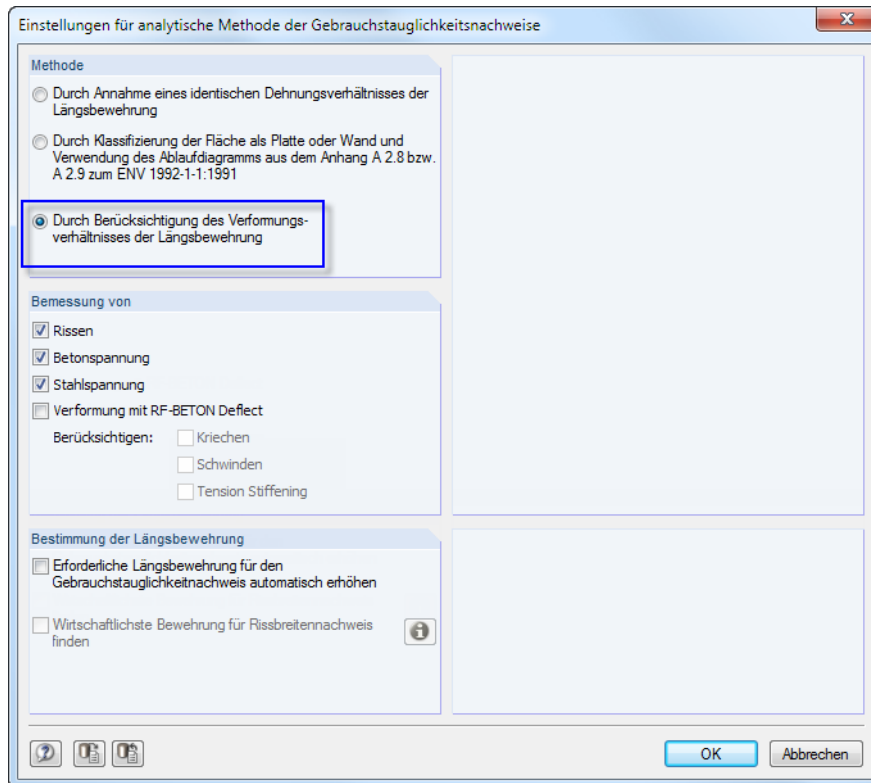 Einstellungen für analytische Methode der Gebrauchstauglichkeitsnachweise
Methode
Durch Annahme eines identischen Dehnungsverhältnisses der
Längsbewehrung
Durch Klassifizierung der Fläche als Platte oder Wand und
Verwendung des Ablaufdiagramms aus dem Anhang A 2.8 bzw.
A 2.9 zum ENV 1992-1-1:1991
Durch Berücksichtigung des Verformungs-
verhältnisses der Längsbewehrung
Bemessung von
Rissen
Betonspannung
Stahlspannung
Verformung mit RF-BETON Deflect
Berücksichtigen:
Kriechen
Schwinden
Tension Stiffening
Bestimmung der Längsbewehrung
Erforderliche Längsbewehrung für den
Gebrauchstauglichkeitnachweis automatisch erhöhen
Wirtschaftlichste Bewehrung für Rissbreitennachweis
finden
OK
Abbrechen